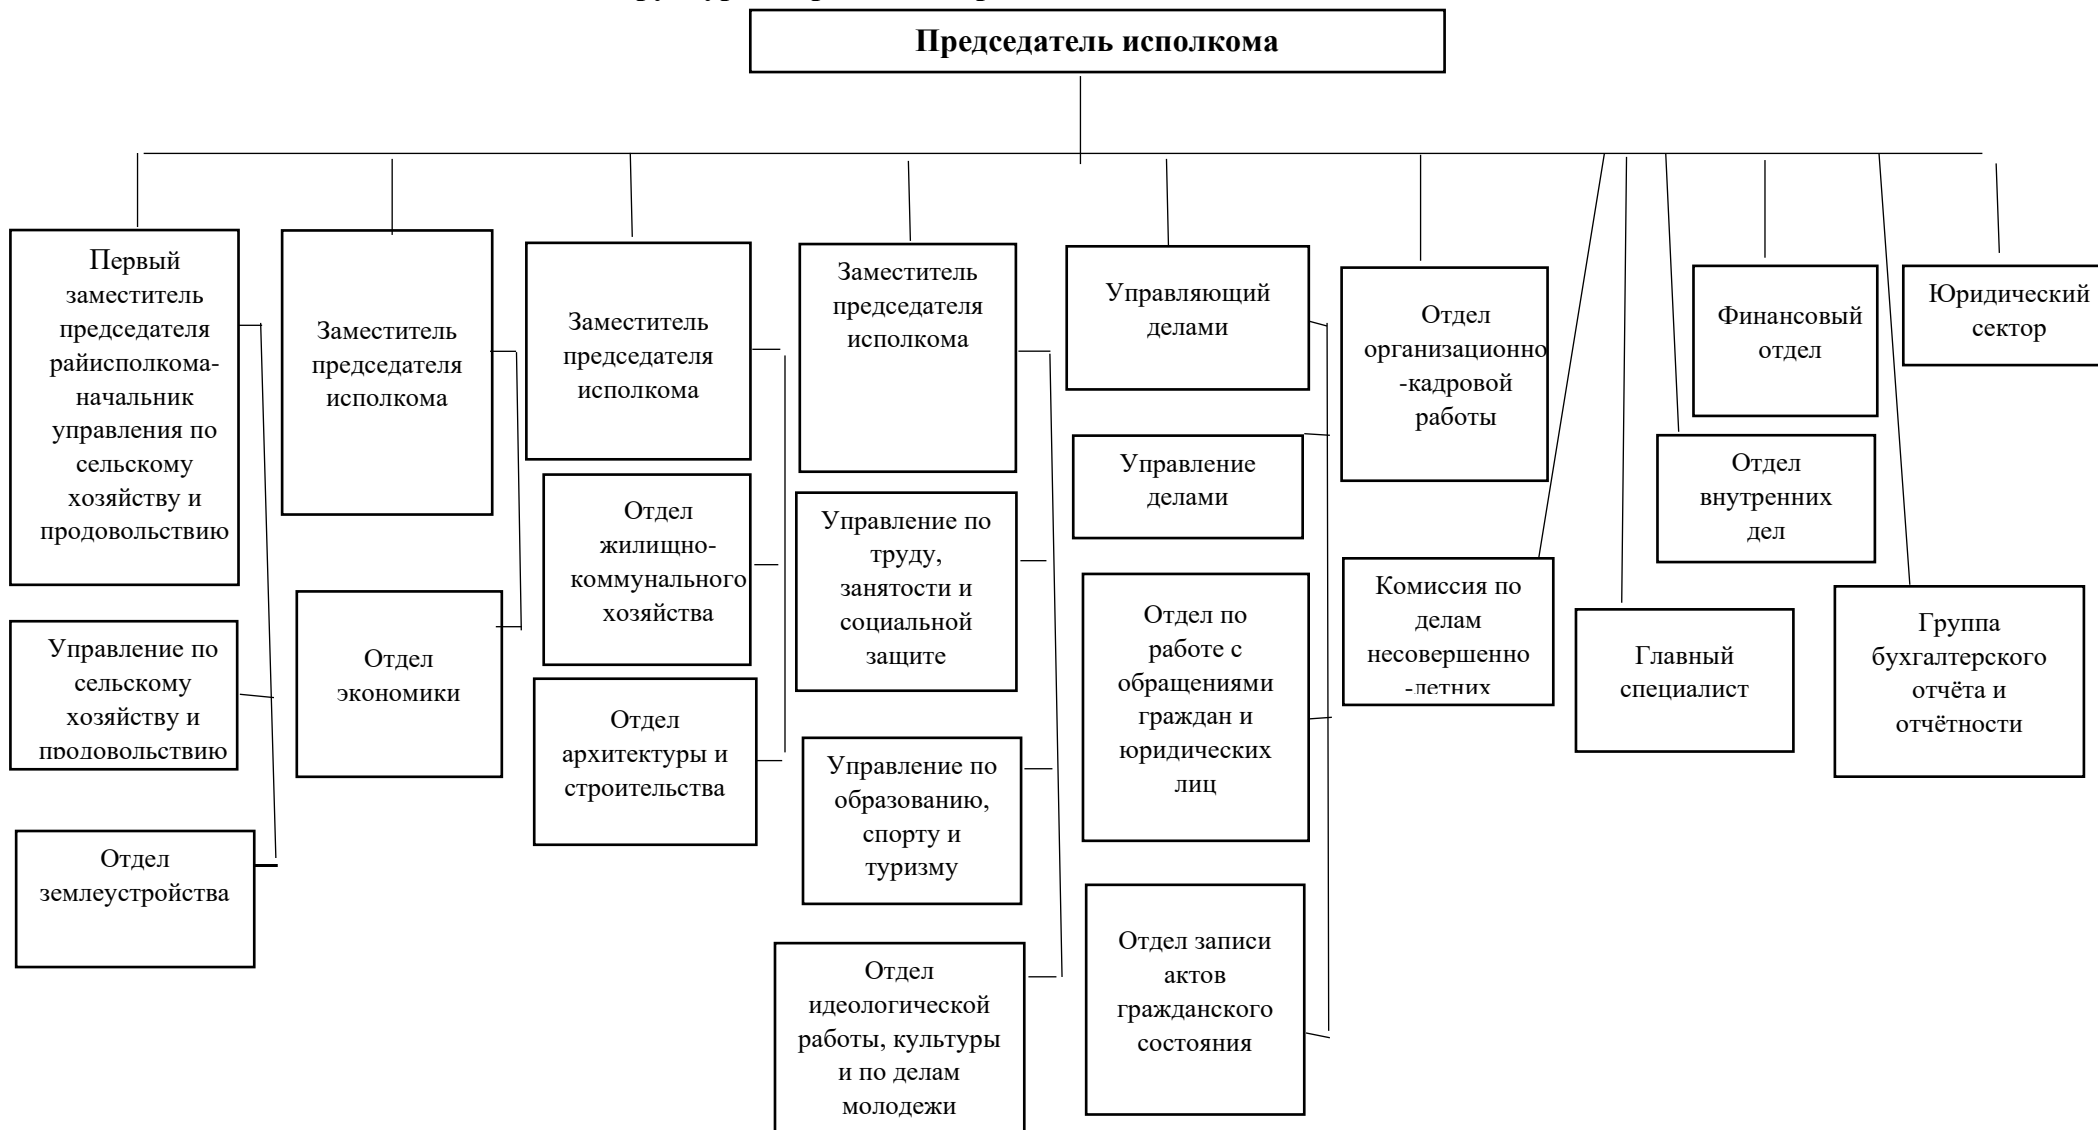 Председатель исполкома
Первый
заместитель
председателя
райисполкома-
начальник
управления по
сельскому
хозяйству и
продовольствию
Управление по
сельскому
хозяйству и
продовольствию
Отдел
землеустройства
Заместитель
председателя
исполкома
Отдел
экономики
Заместитель
председателя
исполкома
Отдел
жилищно-
коммунального
хозяйства
Отдел
архитектуры и
строительства
Заместитель
председателя
исполкома
Управление по
труду,
занятости и
социальной
защите
Управление по
образованию,
спорту и
туризму
Отдел
идеологической
работы, культуры
и по делам
молодежи
Управляющий
делами
Управление
делами
Отдел по
работе с
обращениями
граждан и
юридических
лиц
Отдел записи
актов
гражданского
состояния
Отдел
организационно
-кадровой
работы
Комиссия по
делам
несовершенно
-летних
Главный
специалист
Отдел
внутренних
дел
Финансовый
отдел
Группа
бухгалтерского
отчёта и
отчётности
Юридический
сектор